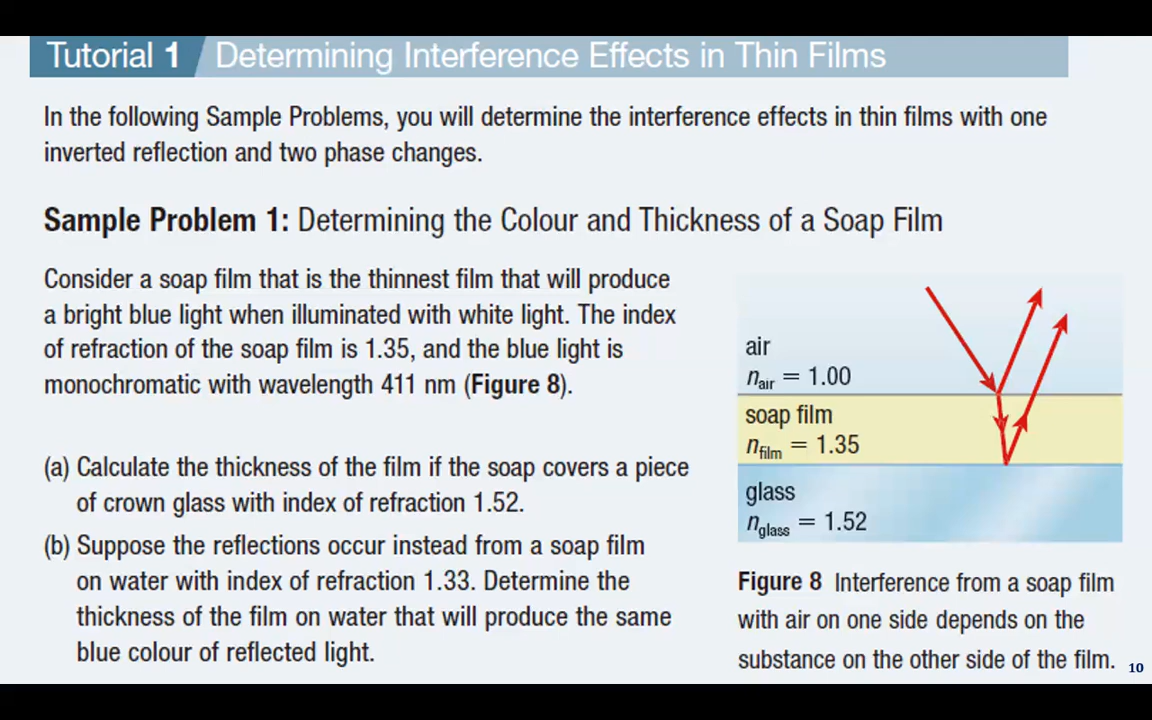 Tutorial 1 Determining Interference Effects in Thin Films
In the following Sample Problems, you will determine the interference effects in thin films with one
inverted reflection and two phase changes.
Sample Problem 1: Determining the Colour and Thickness of a Soap Film
Consider a soap film that is the thinnest film that will produce
a bright blue light when illuminated with white light. The index
of refraction of the soap film is 1.35, and the blue light is
monochromatic with wavelength 411 nm (Figure 8).
(a) Calculate the thickness of the film if the soap covers a piece
of crown glass with index of refraction 1.52.
(b) Suppose the reflections occur instead from a soap film
on water with index of refraction 1.33. Determine the
thickness of the film on water that will produce the same
blue colour of reflected light.
air
n_air = 1.00
soap film
n_film = 1.35
glass
n_glass = 1.52
Figure 8 Interference from a soap film
with air on one side depends on the
substance on the other side of the film.
10